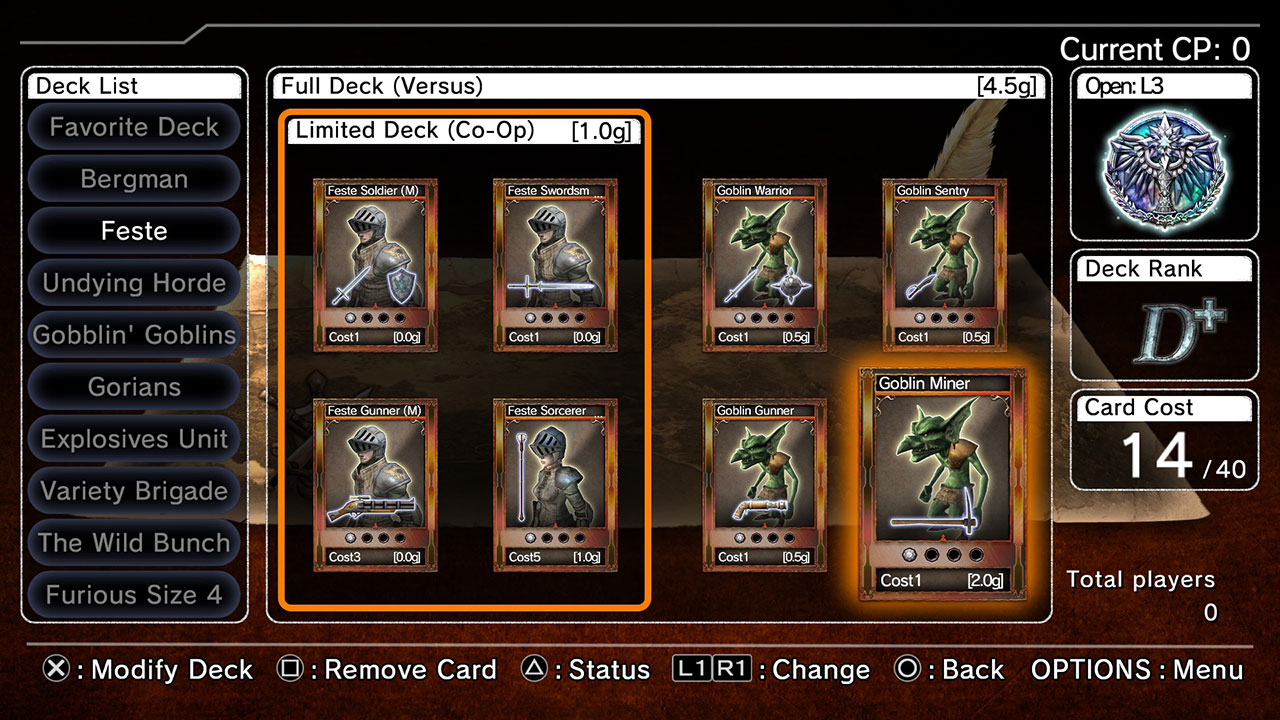 Current CP: 0
Deck List
Favorite Deck
Bergman
Feste
Undying Horde
Gobblin' Goblins
Gorians
Explosives Unit
Variety Brigade
The Wild Bunch
Furious Size 4
Full Deck (Versus) [4.5g]
Limited Deck (Co-Op) [1.0g]
Feste Soldier (M)
Cost1 [0.0g]
Feste Swordsm...
Cost1 [0.0g]
Goblin Warrior
Cost1 [0.5g]
Goblin Sentry
Cost1 [0.5g]
Feste Gunner (M)
Cost3 [0.0g]
Feste Sorcerer ...
Cost5 [1.0g]
Goblin Gunner
Cost1 [0.5g]
Goblin Miner
Cost1 [2.0g]
Open: L3
Deck Rank
D+
Card Cost
14 / 40
Total players
0
X : Modify Deck □ : Remove Card △ : Status L1 R1 : Change ○ : Back OPTIONS : Menu